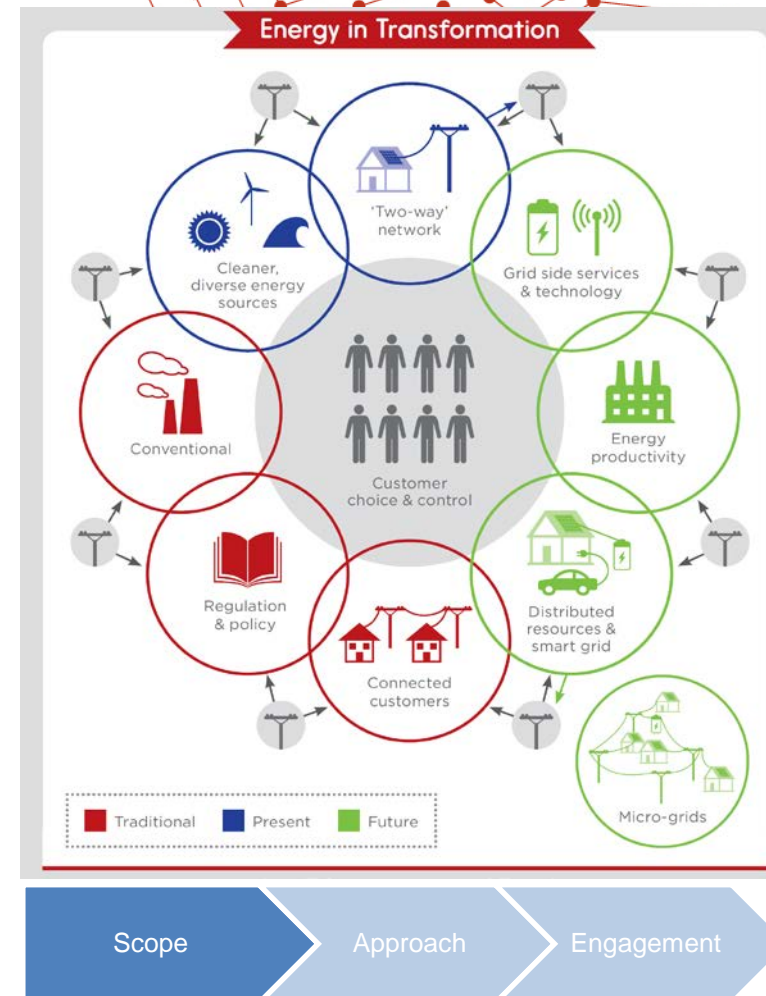 Energy in Transformation
'Two-way'
network
Cleaner,
diverse energy
sources
Grid side services
& technology
Conventional
Customer
choice & control
Energy
productivity
Regulation
& policy
Distributed
resources &
smart grid
Connected
customers
Micro-grids
Traditional
Present
Future
Scope
Approach
Engagement